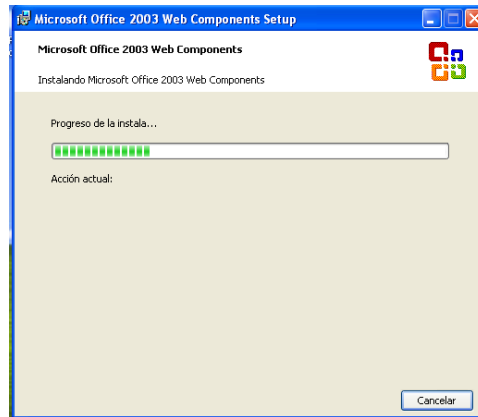 Microsoft Office 2003 Web Components Setup
Microsoft Office 2003 Web Components
Instalando Microsoft Office 2003 Web Components
Progreso de la instala...
Acción actual:
Cancelar